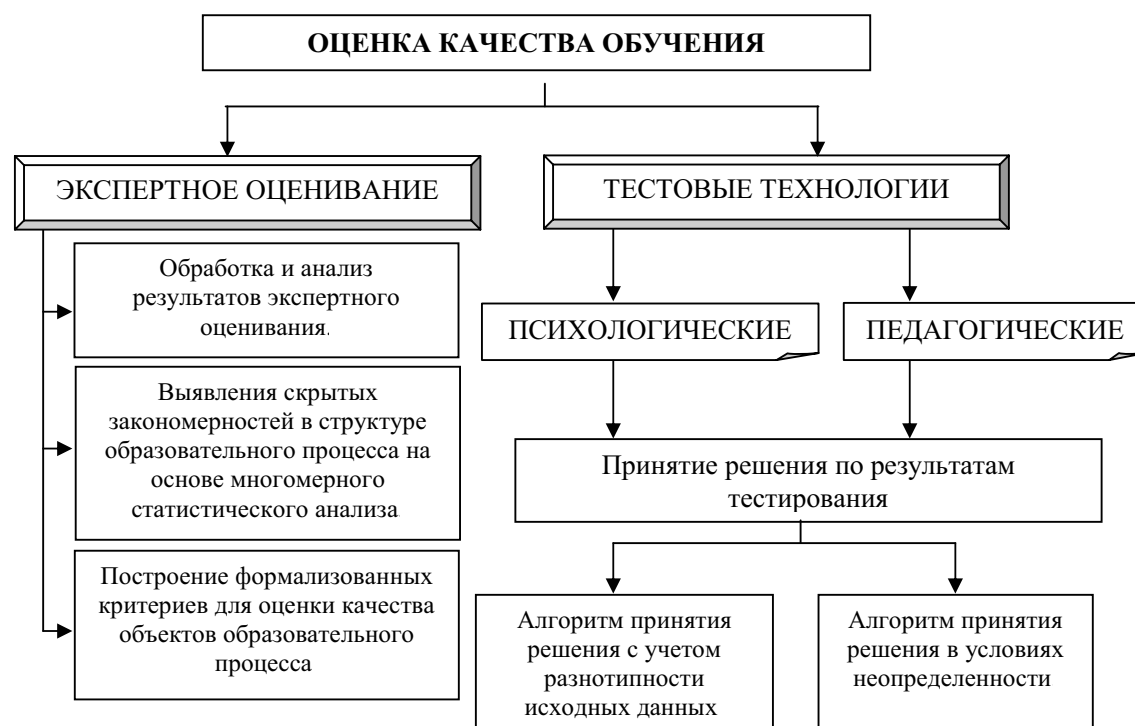 ОЦЕНКА КАЧЕСТВА ОБУЧЕНИЯ
ЭКСПЕРТНОЕ ОЦЕНИВАНИЕ
Обработка и анализ
результатов экспертного
оценивания.
Выявления скрытых
закономерностей в структуре
образовательного процесса на
основе многомерного
статистического анализа
Построение формализованных
критериев для оценки качества
объектов образовательного
процесса
ТЕСТОВЫЕ ТЕХНОЛОГИИ
ПСИХОЛОГИЧЕСКИЕ
ПЕДАГОГИЧЕСКИЕ
Принятие решения по результатам
тестирования
Алгоритм принятия
решения с учетом
разнотипности
исходных данных
Алгоритм принятия
решения в условиях
неопределенности